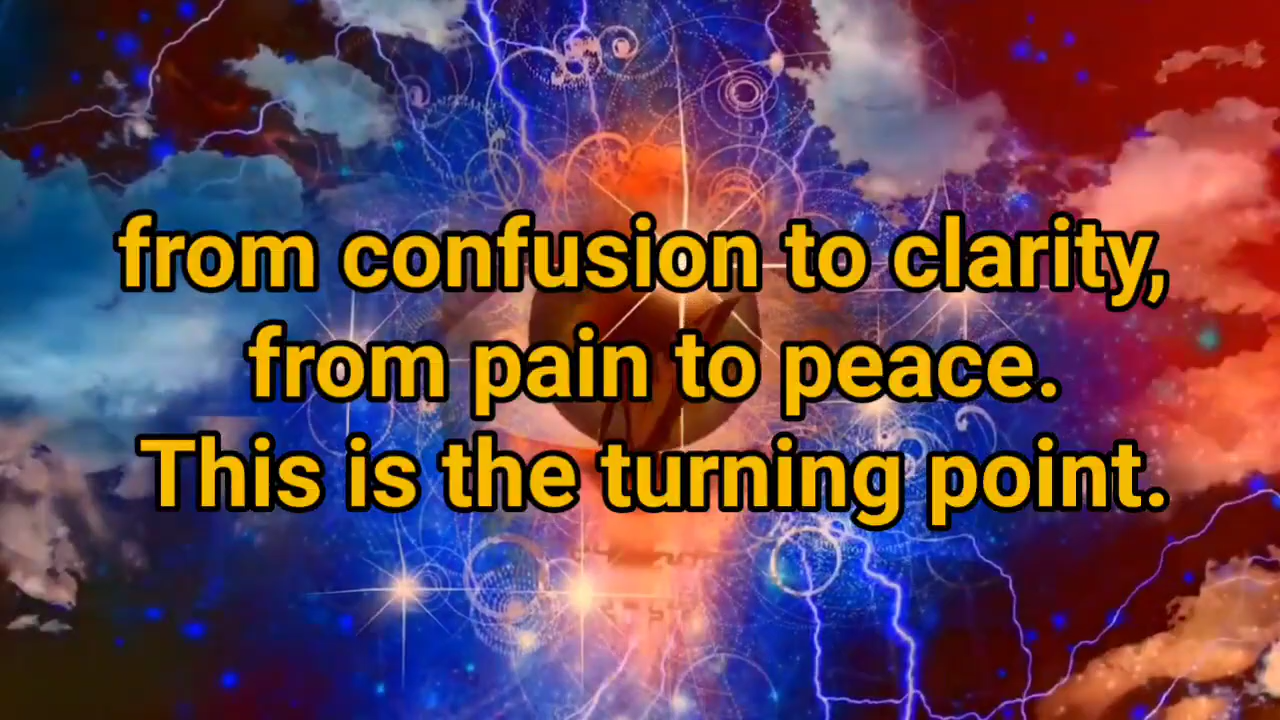 from confusion to clarity,
from pain to peace.
This is the turning point.